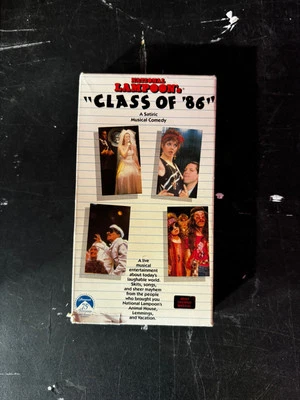 NATIONAL
LAMPOON's
"CLASS OF '86"
A Satiric
Musical Comedy
A live
musical
entertainment
about today's
laughable world.
Skits, songs,
and sheer mayhem
from the people
who brought you
National Lampoon's
Animal House,
Lemmings,
and Vacation.